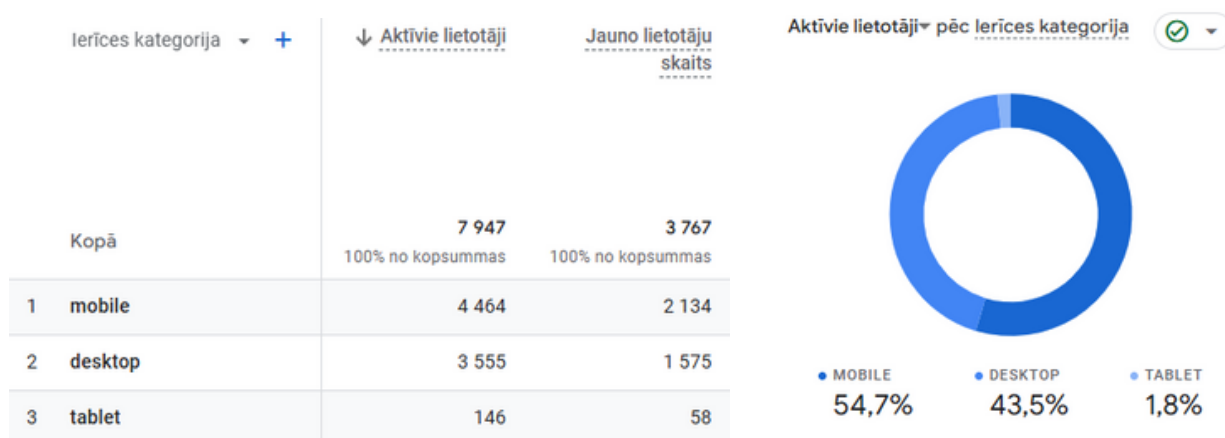 Ierīces kategorija
Aktīvie lietotāji
Jauno lietotāju
skaits
Kopā
7 947
3 767
100% no kopsummas
100% no kopsummas
1 mobile 4 464 2 134
2 desktop 3 555 1 575
3 tablet 146 58
Aktīvie lietotāji pēc Ierīces kategorija
MOBILE DESKTOP TABLET
54,7% 43,5% 1,8%